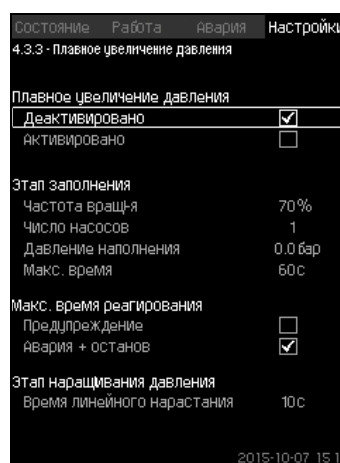 Состояние Работа Авария Настройки
4.3.3 - Плавное увеличение давления
Плавное увеличение давления
Деактивировано
Активировано
Этап заполнения
Частота вращ-я 70%
Число насосов 1
Давление наполнения 0.0 бар
Макс. время 60с
Макс. время реагирования
Предупреждение
Авария + останов
Этап наращивания давления
Время линейного нарастания 10с
2015-10-07 15:1